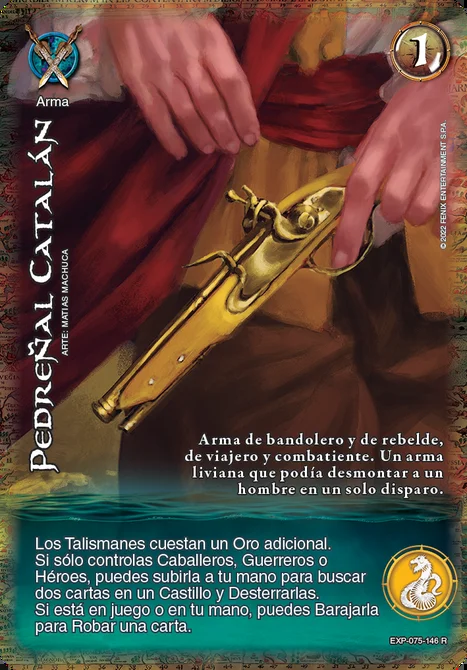 1
Arma
Pedreñal Catalán
ARTE: MATIAS MACHUCA
© 2022 FENIX ENTERTAINMENT S.P.A.
Arma de bandolero y de rebelde,
de viajero y combatiente. Un arma
liviana que podía desmontar a un
hombre en un solo disparo.
Los Talismanes cuestan un Oro adicional.
Si sólo controlas Caballeros, Guerreros o
Héroes, puedes subirla a tu mano para buscar
dos cartas en un Castillo y Desterrarlas.
Si está en juego o en tu mano, puedes Barajarla
para Robar una carta.
EXP-075-146 R